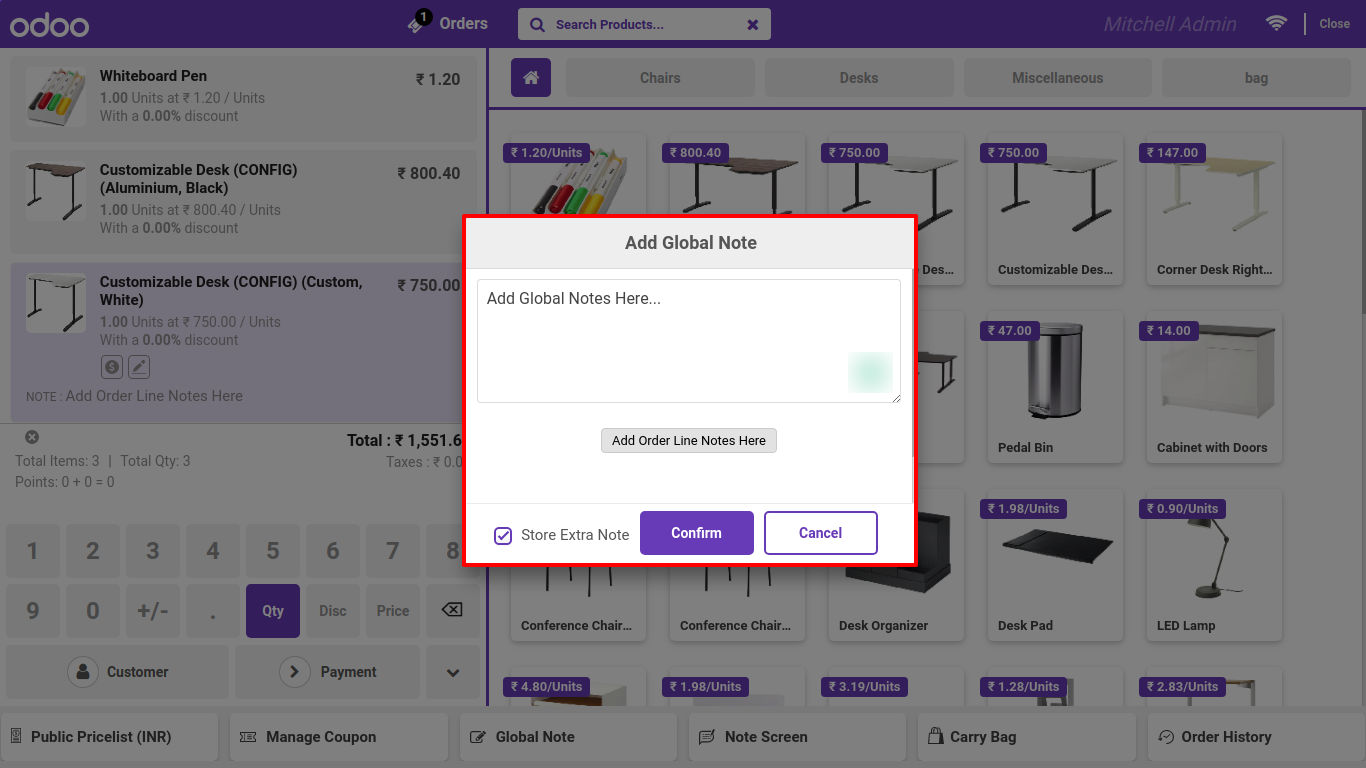 odoo
1
Orders
Search Products...
Mitchell Admin
Close
Whiteboard Pen
₹ 1.20
1.00 Units at ₹ 1.20 / Units
With a 0.00% discount
Customizable Desk (CONFIG)
(Aluminium, Black)
₹ 800.40
1.00 Units at ₹ 800.40 / Units
With a 0.00% discount
Customizable Desk (CONFIG) (Custom,
White)
₹ 750.00
1.00 Units at ₹ 750.00 / Units
With a 0.00% discount
NOTE : Add Order Line Notes Here
Total : ₹ 1,551.6
Total Items: 3 | Total Qty: 3
Taxes : ₹ 0.0
Points: 0 + 0 = 0
1 2 3 4 5 6 7 8
9 0 +/- . Qty Disc Price
Customer
Payment
Chairs
Desks
Miscellaneous
bag
₹ 1.20/Units
₹ 800.40
₹ 750.00
₹ 750.00
₹ 147.00
Des...
Customizable Des...
Corner Desk Right...
₹ 47.00
₹ 14.00
Pedal Bin
Cabinet with Doors
₹ 1.98/Units
₹ 0.90/Units
Conference Chair...
Conference Chair...
Desk Organizer
Desk Pad
LED Lamp
₹ 4.80/Units
₹ 1.98/Units
₹ 3.19/Units
₹ 1.28/Units
₹ 2.83/Units
Add Global Note
Add Global Notes Here...
Add Order Line Notes Here
Store Extra Note
Confirm
Cancel
Public Pricelist (INR)
Manage Coupon
Global Note
Note Screen
Carry Bag
Order History